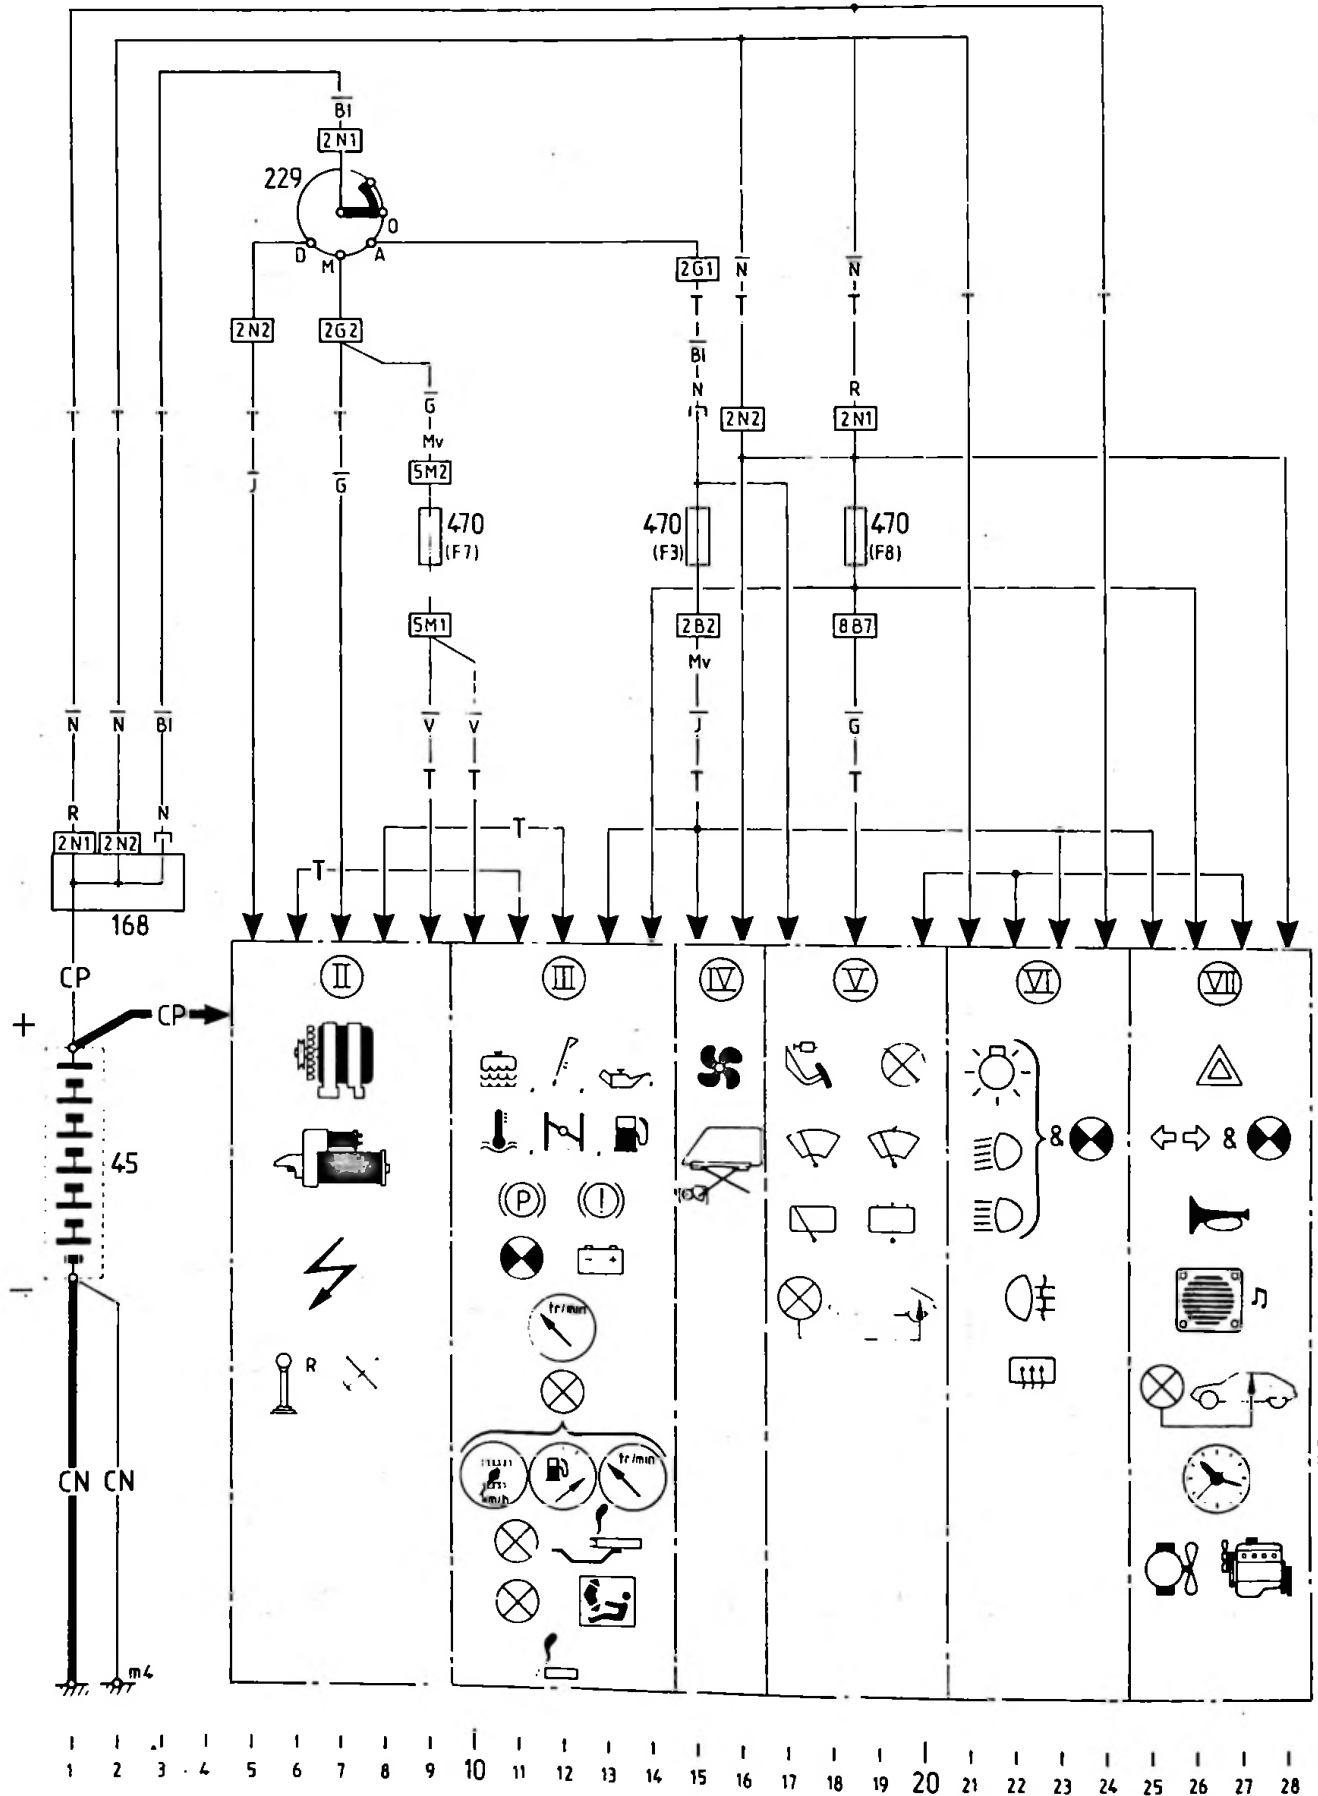 B1
2N1
229
O
D
M
A
2G1
N
N
2N2
2G2
T
T
T
T
T
B1
G
N
R
T
T
T
T
T
Mv
2N2
2N1
J
G
5M2
470
(F7)
470
(F3)
470
(F8)
5M1
2B2
8B7
Mv
N
N
B1
V
V
J
G
T
T
T
T
R
N
2N1
2N2
T
T
168
CP
CP
+
II
III
IV
V
VI
VII
&
&
45
P
!
- +
−
tr/min
R
tr/min
km/h
CN
CN
m4
1
2
3
4
5
6
7
8
9
10
11
12
13
14
15
16
17
18
19
20
21
22
23
24
25
26
27
28